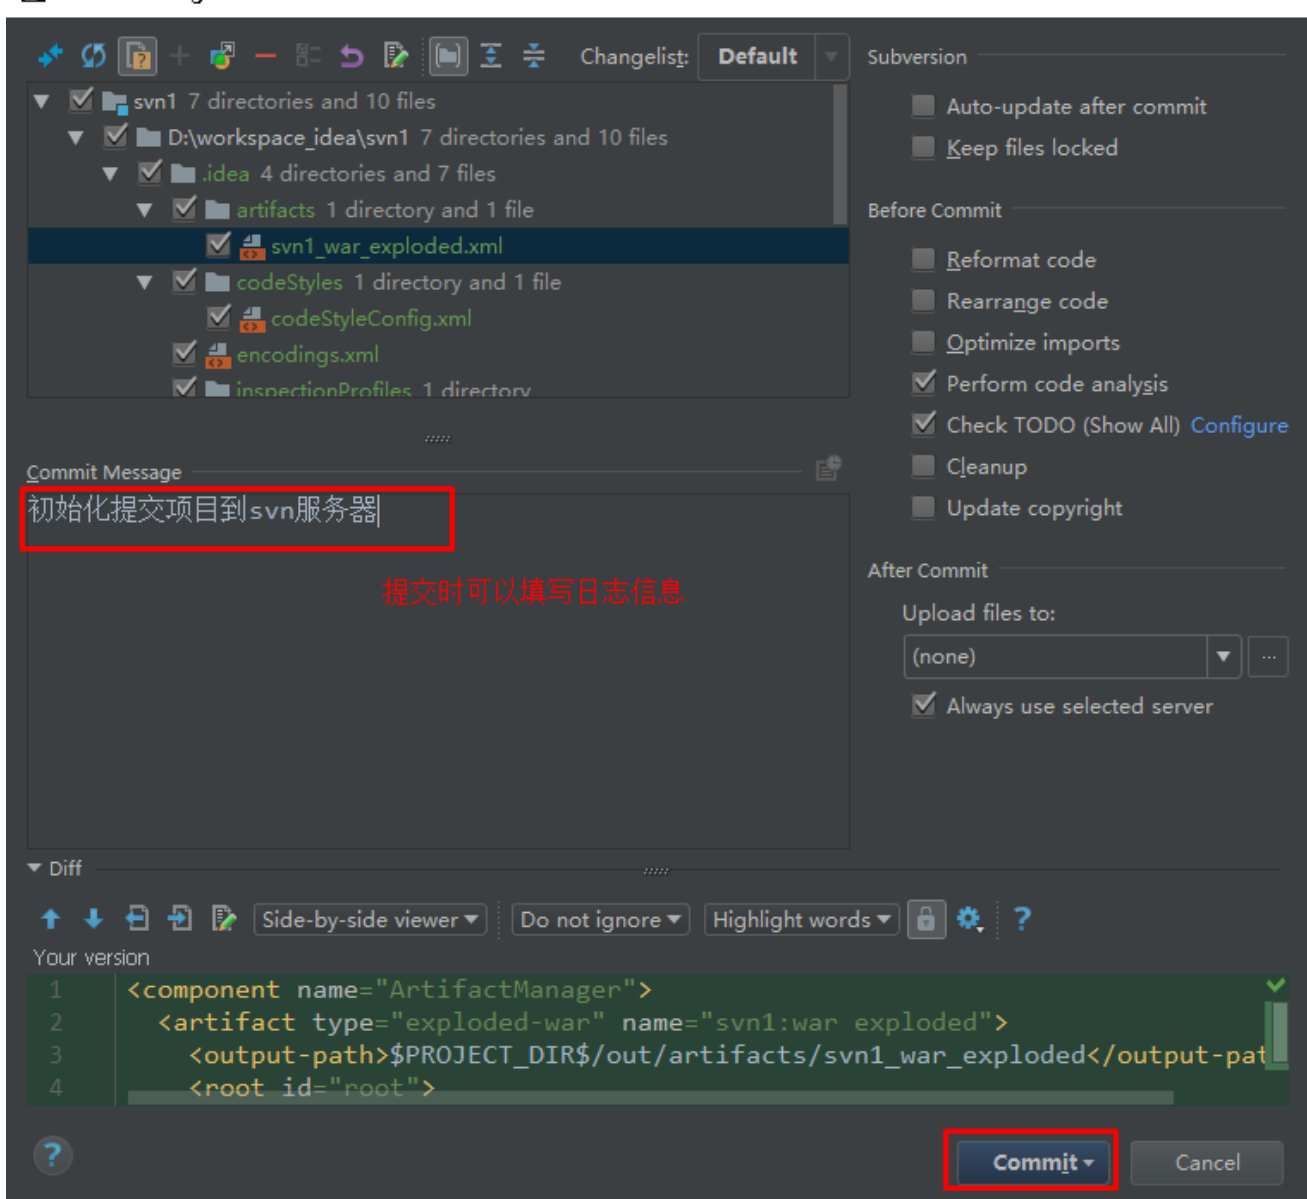 Changelist: Default
svn1 7 directories and 10 files
D:\workspace_idea\svn1 7 directories and 10 files
.idea 4 directories and 7 files
artifacts 1 directory and 1 file
svn1_war_exploded.xml
codeStyles 1 directory and 1 file
codeStyleConfig.xml
encodings.xml
inspectionProfiles 1 directory
Commit Message
初始化提交项目到svn服务器
提交时可以填写日志信息
Subversion
Auto-update after commit
Keep files locked
Before Commit
Reformat code
Rearrange code
Optimize imports
Perform code analysis
Check TODO (Show All) Configure
Cleanup
Update copyright
After Commit
Upload files to:
(none) ...
Always use selected server
Diff
Side-by-side viewer Do not ignore Highlight words ?
Your version
1 <component name="ArtifactManager">
2 <artifact type="exploded-war" name="svn1:war exploded">
3 <output-path>$PROJECT_DIR$/out/artifacts/svn1_war_exploded</output-pat
4 <root id="root">
? Commit Cancel